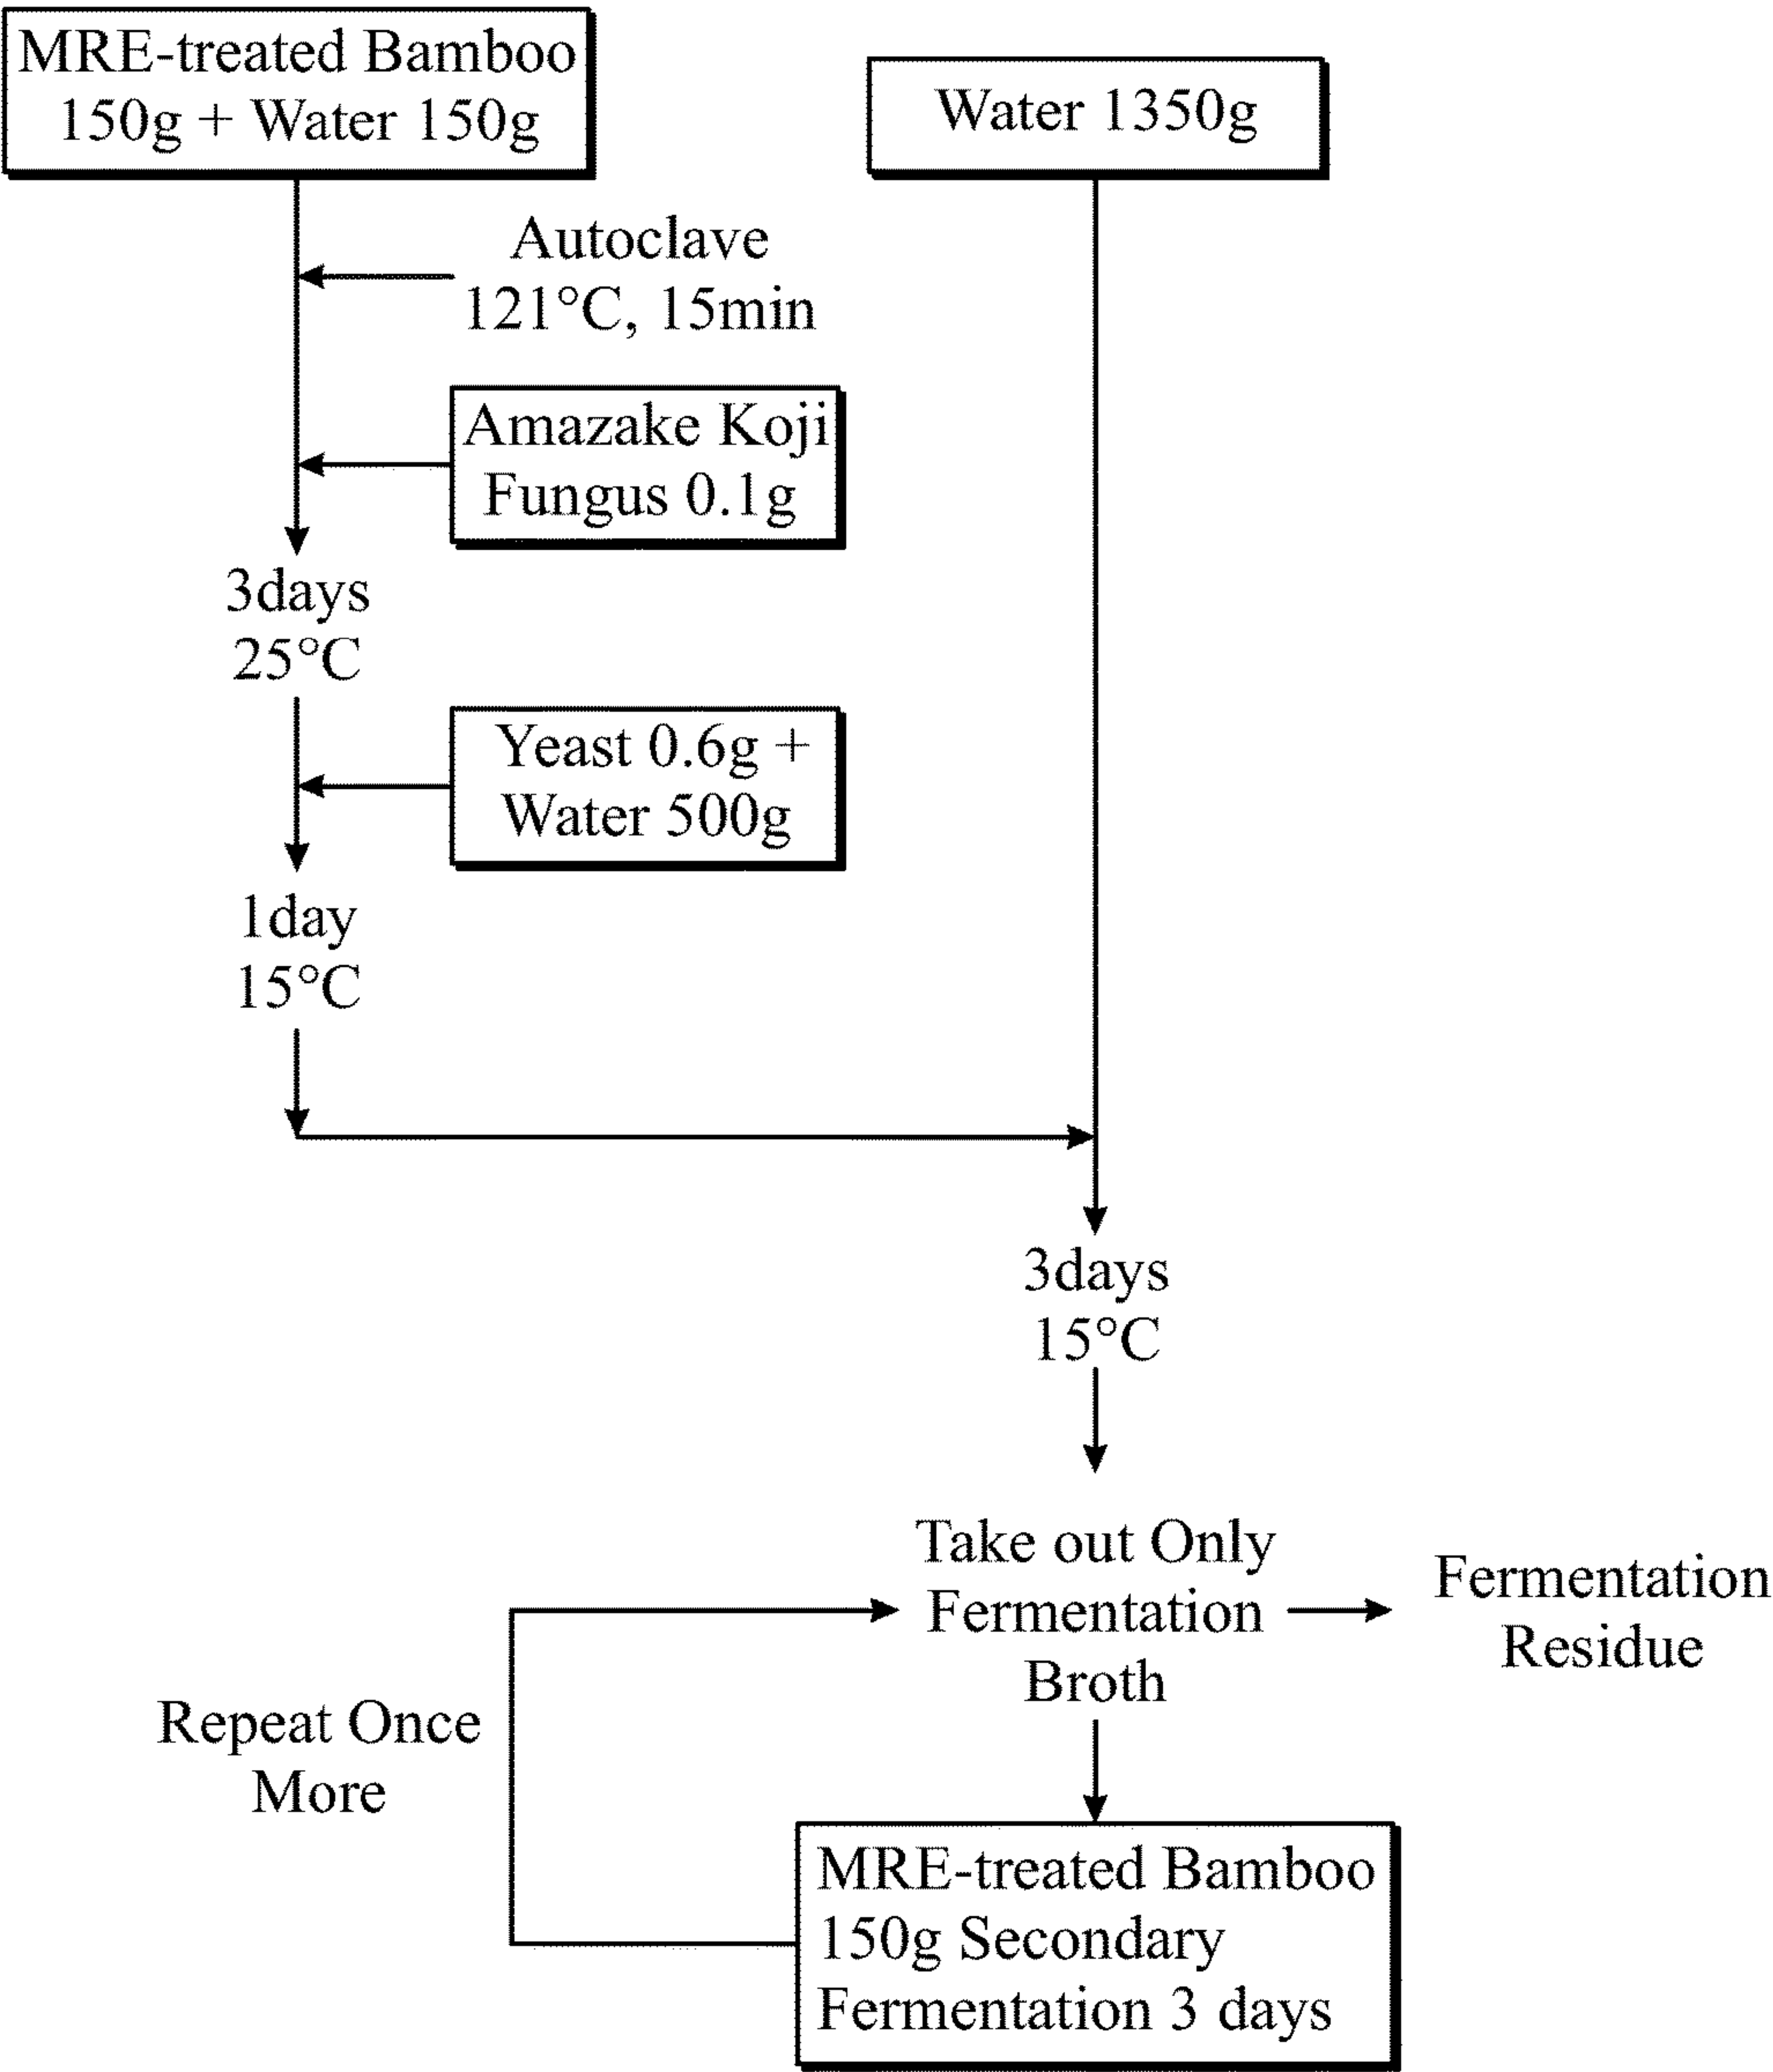 MRE-treated Bamboo
150g + Water 150g
Water 1350g
Autoclave
121°C, 15min
Amazake Koji
Fungus 0.1g
3days
25°C
Yeast 0.6g +
Water 500g
1day
15°C
3days
15°C
Take out Only
Fermentation
Broth
Fermentation
Residue
Repeat Once
More
MRE-treated Bamboo
150g Secondary
Fermentation 3 days